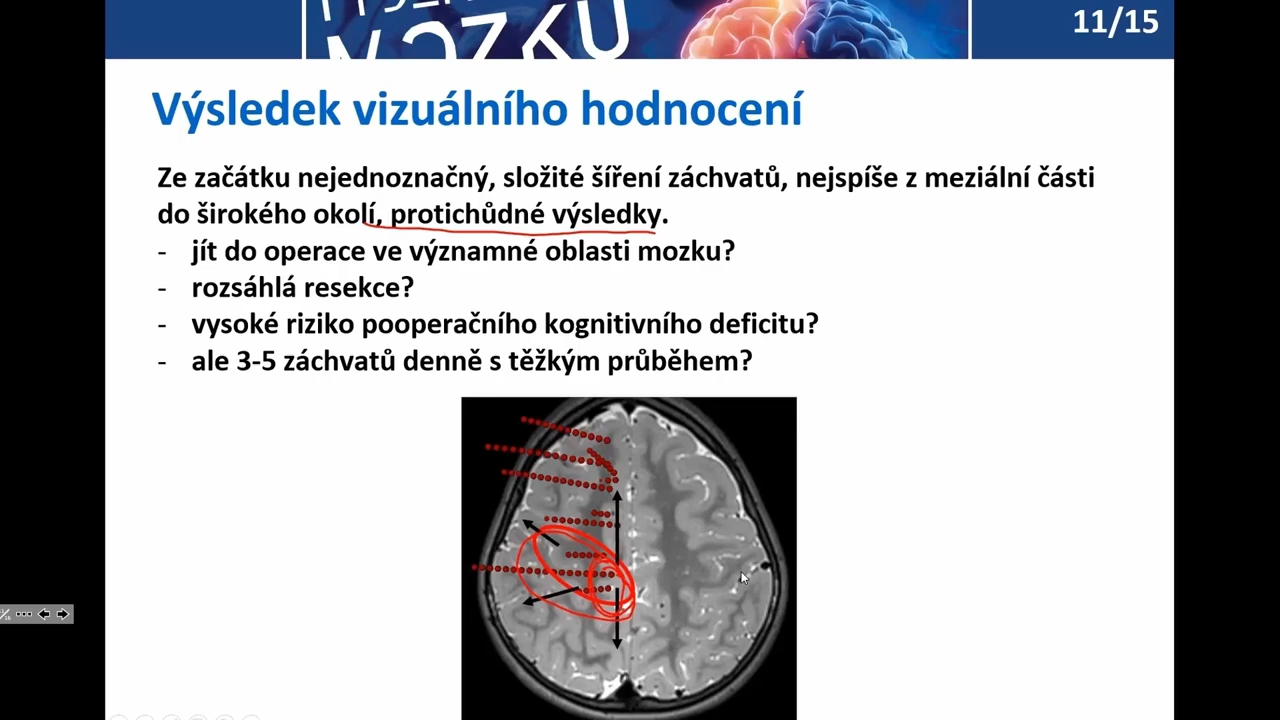 MOZKU
11/15
Výsledek vizuálního hodnocení
Ze začátku nejednoznačný, složité šíření záchvatů, nejspíše z meziální části
do širokého okolí, protichůdné výsledky.
- jít do operace ve významné oblasti mozku?
- rozsáhlá resekce?
- vysoké riziko pooperačního kognitivního deficitu?
- ale 3-5 záchvatů denně s těžkým průběhem?